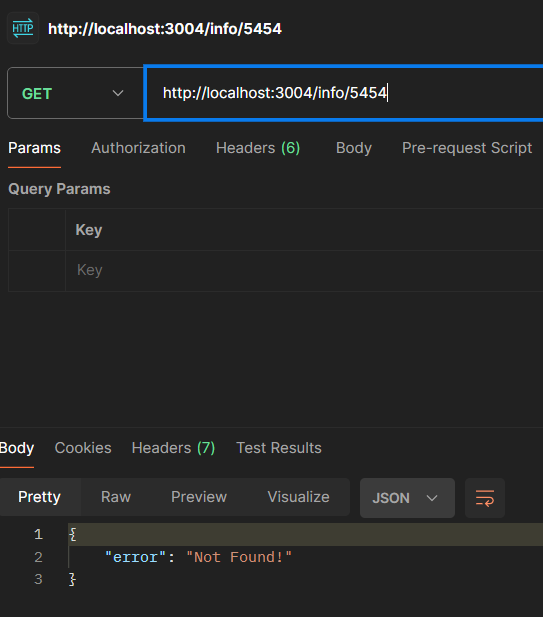 HTTP http://localhost:3004/info/5454
GET http://localhost:3004/info/5454
Params Authorization Headers (6) Body Pre-request Script
Query Params
Key
Key
Body Cookies Headers (7) Test Results
Pretty Raw Preview Visualize JSON
1 {
2 "error": "Not Found!"
3 }